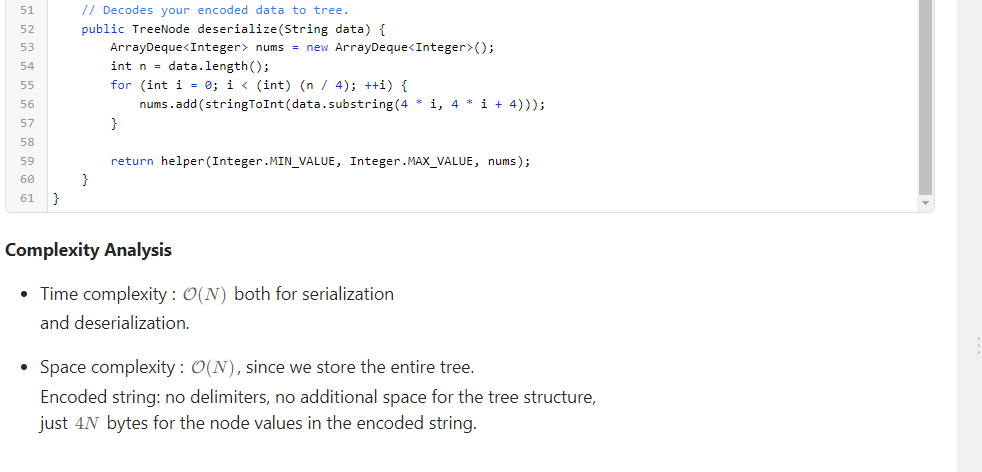 51 // Decodes your encoded data to tree.
52 public TreeNode deserialize(String data) {
53 ArrayDeque<Integer> nums = new ArrayDeque<Integer>();
54 int n = data.length();
55 for (int i = 0; i < (int) (n / 4); ++i) {
56 nums.add(stringToInt(data.substring(4 * i, 4 * i + 4)));
57 }
58
59 return helper(Integer.MIN_VALUE, Integer.MAX_VALUE, nums);
60 }
61 }
Complexity Analysis
• Time complexity : O(N) both for serialization
and deserialization.
• Space complexity : O(N), since we store the entire tree.
Encoded string: no delimiters, no additional space for the tree structure,
just 4N bytes for the node values in the encoded string.